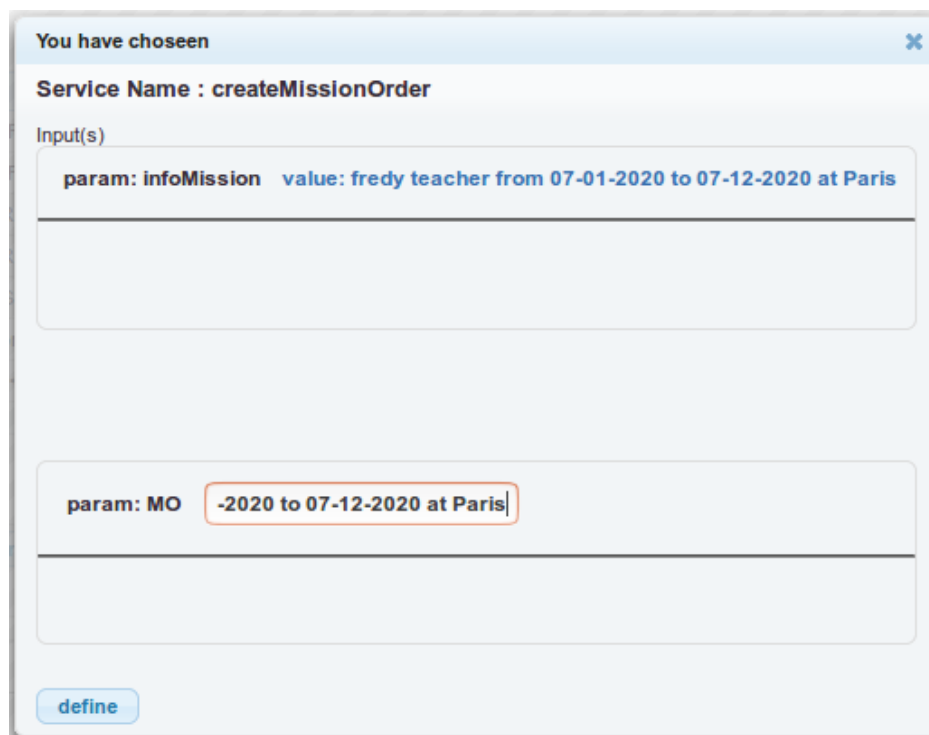 You have choseen
Service Name : createMissionOrder
Input(s)
param: infoMission value: fredy teacher from 07-01-2020 to 07-12-2020 at Paris
param: MO -2020 to 07-12-2020 at Paris
define